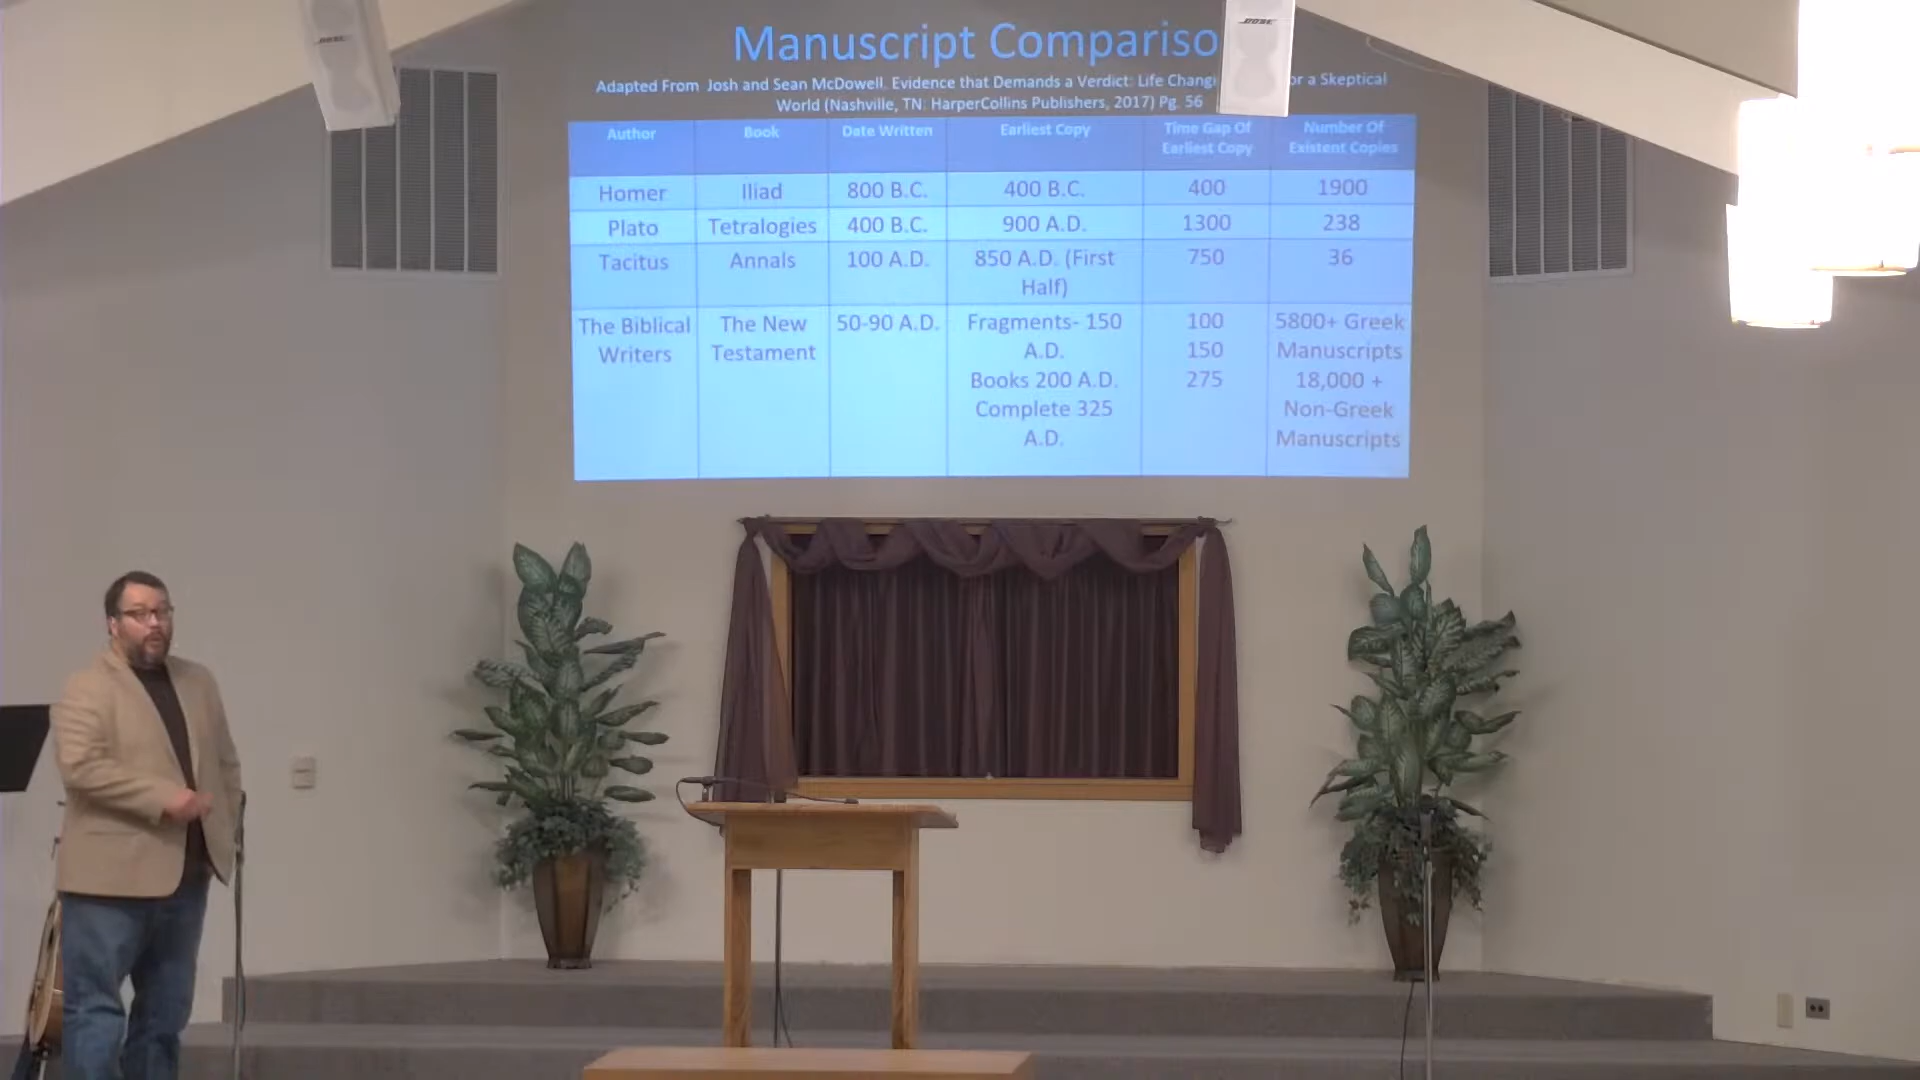 BOSE
BOSE
Manuscript Compariso
Adapted From Josh and Sean McDowell. Evidence that Demands a Verdict: Life Changi or a Skeptical
World (Nashville, TN: HarperCollins Publishers, 2017) Pg. 56
Author Book Date Written Earliest Copy Time Gap Of Earliest Copy Number Of Existent Copies
Homer Iliad 800 B.C. 400 B.C. 400 1900
Plato Tetralogies 400 B.C. 900 A.D. 1300 238
Tacitus Annals 100 A.D. 850 A.D. (First Half) 750 36
The Biblical The New 50-90 A.D. Fragments- 150 100 5800+ Greek
Writers Testament A.D. 150 Manuscripts
Books 200 A.D. 275 18,000 +
Complete 325 Non-Greek
A.D. Manuscripts